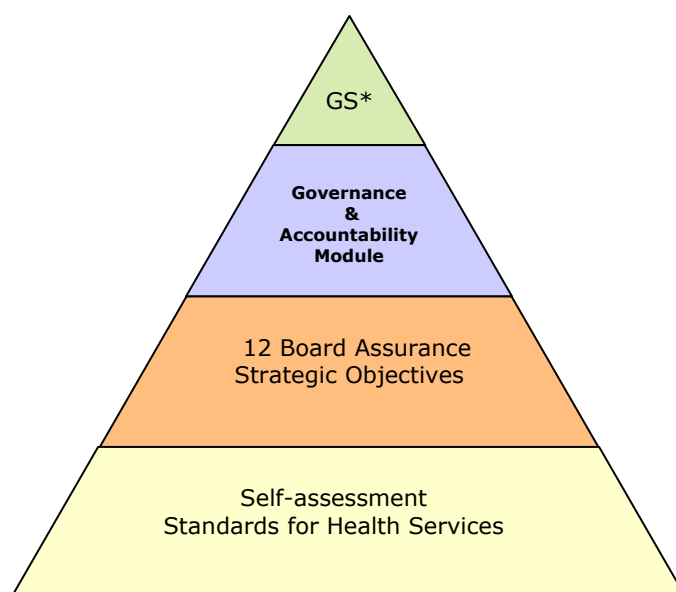 GS*
Governance
&
Accountability
Module
12 Board Assurance
Strategic Objectives
Self-assessment
Standards for Health Services